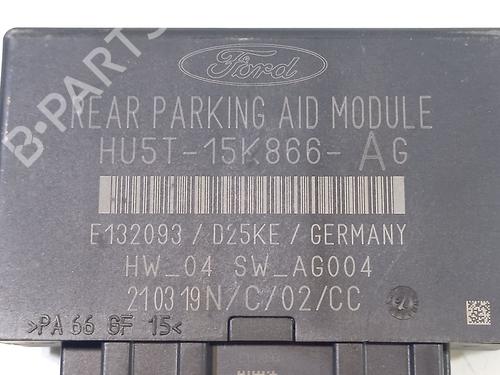 Ford
REAR PARKING AID MODULE
HU5T-15K866-AG
E132093 / D25KE / GERMANY
HW_04 SW_AG004
210319N/C/02/CC
>PA 66 GF 15<
B-PARTS